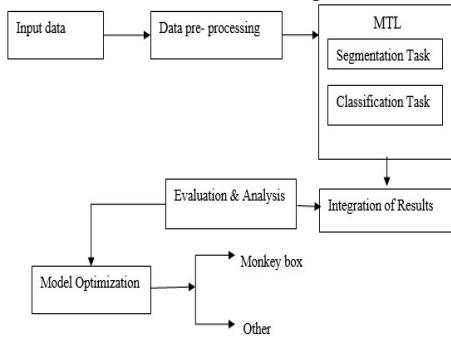 Input data
Data pre- processing
MTL
Segmentation Task
Classification Task
Evaluation & Analysis
Integration of Results
Model Optimization
Monkey box
Other